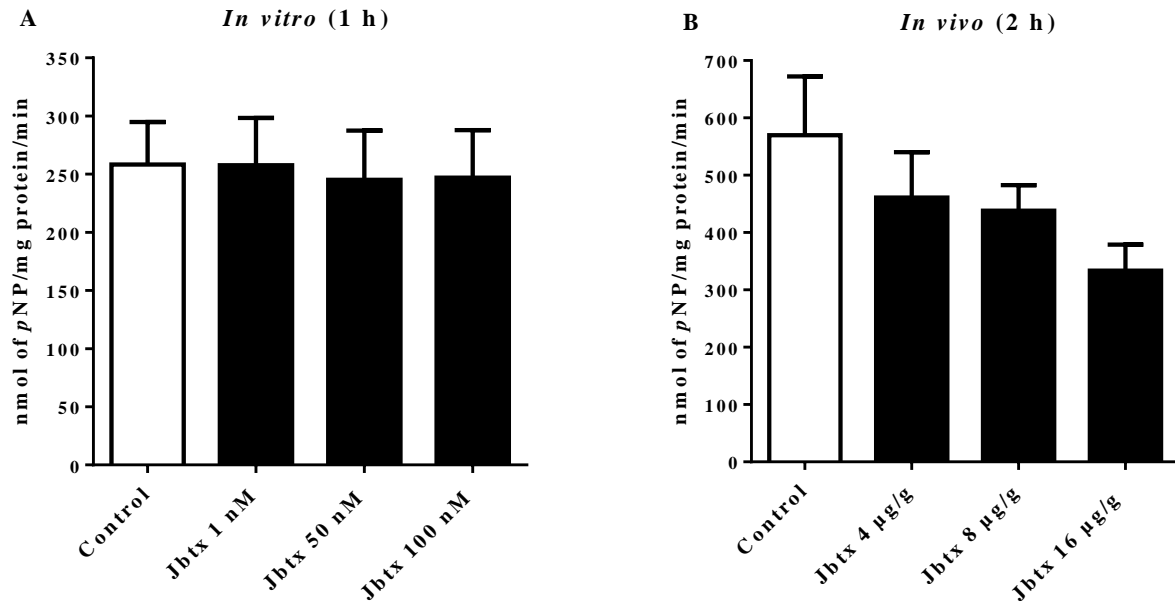 A
In vitro (1 h)
nmol of pNP/mg protein/min
350
300
250
200
150
100
50
0
Control
Jbtx 1 nM
Jbtx 50 nM
Jbtx 100 nM
B
In vivo (2 h)
nmol of pNP/mg protein/min
700
600
500
400
300
200
100
0
Control
Jbtx 4 µg/g
Jbtx 8 µg/g
Jbtx 16 µg/g